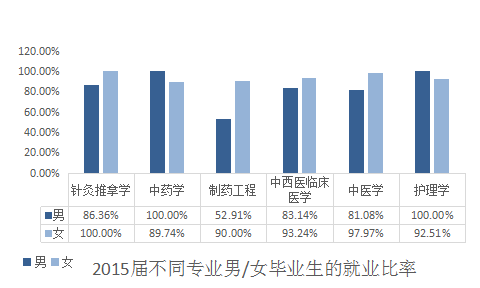 120.00%
100.00%
80.00%
60.00%
40.00%
20.00%
0.00%
针灸推拿学 中药学 制药工程 中西医临床医学 中医学 护理学
男 86.36% 100.00% 52.91% 83.14% 81.08% 100.00%
女 100.00% 89.74% 90.00% 93.24% 97.97% 92.51%
男 女
2015届不同专业男/女毕业生的就业比率